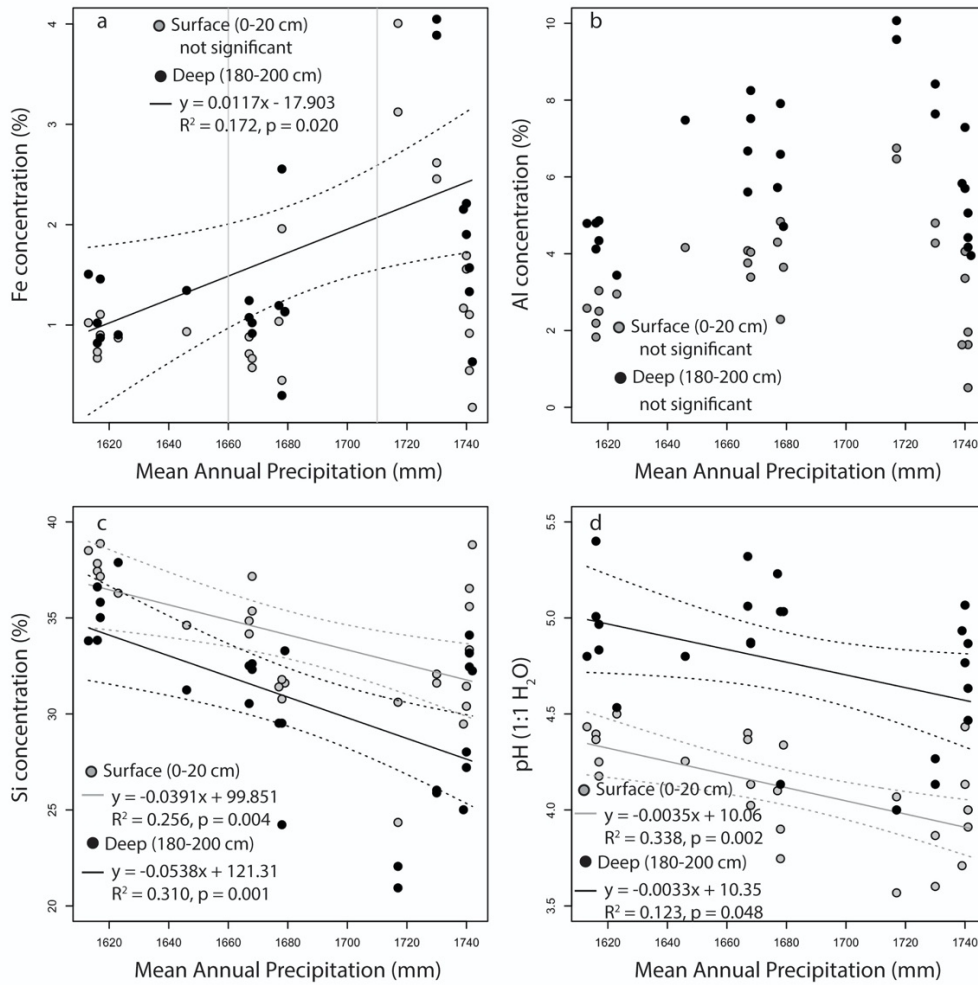 a
Surface (0-20 cm)
not significant
Deep (180-200 cm)
y = 0.0117x - 17.903
R² = 0.172, p = 0.020
Fe concentration (%)
4
3
2
1
1620 1640 1660 1680 1700 1720 1740
Mean Annual Precipitation (mm)
b
Al concentration (%)
10
8
6
4
2
0
Surface (0-20 cm)
not significant
Deep (180-200 cm)
not significant
1620 1640 1660 1680 1700 1720 1740
Mean Annual Precipitation (mm)
c
Si concentration (%)
40
35
30
25
20
Surface (0-20 cm)
y = -0.0391x + 99.851
R² = 0.256, p = 0.004
Deep (180-200 cm)
y = -0.0538x + 121.31
R² = 0.310, p = 0.001
1620 1640 1660 1680 1700 1720 1740
Mean Annual Precipitation (mm)
d
pH (1:1 H₂O)
5.5
5.0
4.5
4.0
3.5
Surface (0-20 cm)
y = -0.0035x + 10.06
R² = 0.338, p = 0.002
Deep (180-200 cm)
y = -0.0033x + 10.35
R² = 0.123, p = 0.048
1620 1640 1660 1680 1700 1720 1740
Mean Annual Precipitation (mm)